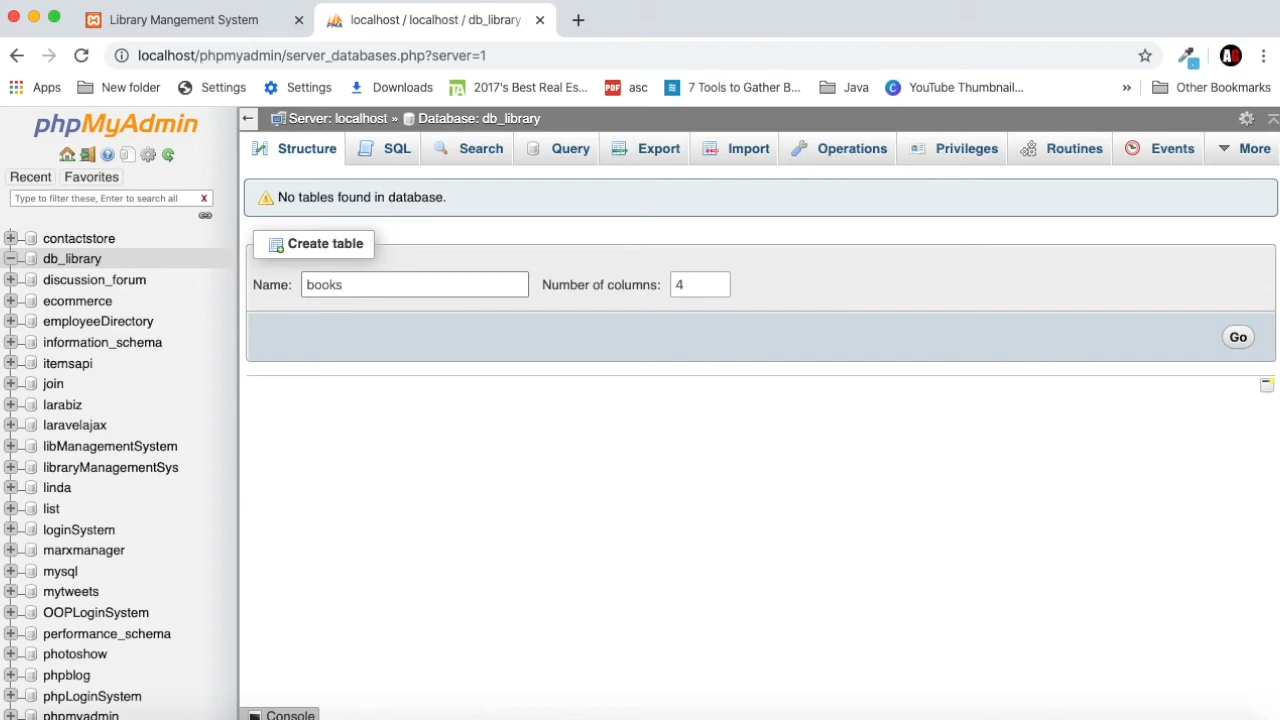 Library Mangement System
localhost / localhost / db_library
localhost/phpmyadmin/server_databases.php?server=1
Apps New folder Settings Settings Downloads 2017's Best Real Es... asc 7 Tools to Gather B... Java YouTube Thumbnail... » Other Bookmarks
phpMyAdmin
Recent Favorites
Type to filter these, Enter to search all X
contactstore
db_library
discussion_forum
ecommerce
employeeDirectory
information_schema
itemsapi
join
larabiz
laravelajax
libManagementSystem
libraryManagementSys
linda
list
loginSystem
marxmanager
mysql
mytweets
OOPLoginSystem
performance_schema
photoshow
phpblog
phpLoginSystem
phpmyadmin
Server: localhost » Database: db_library
Structure SQL Search Query Export Import Operations Privileges Routines Events More
No tables found in database.
Create table
Name: books Number of columns: 4
Go
Console